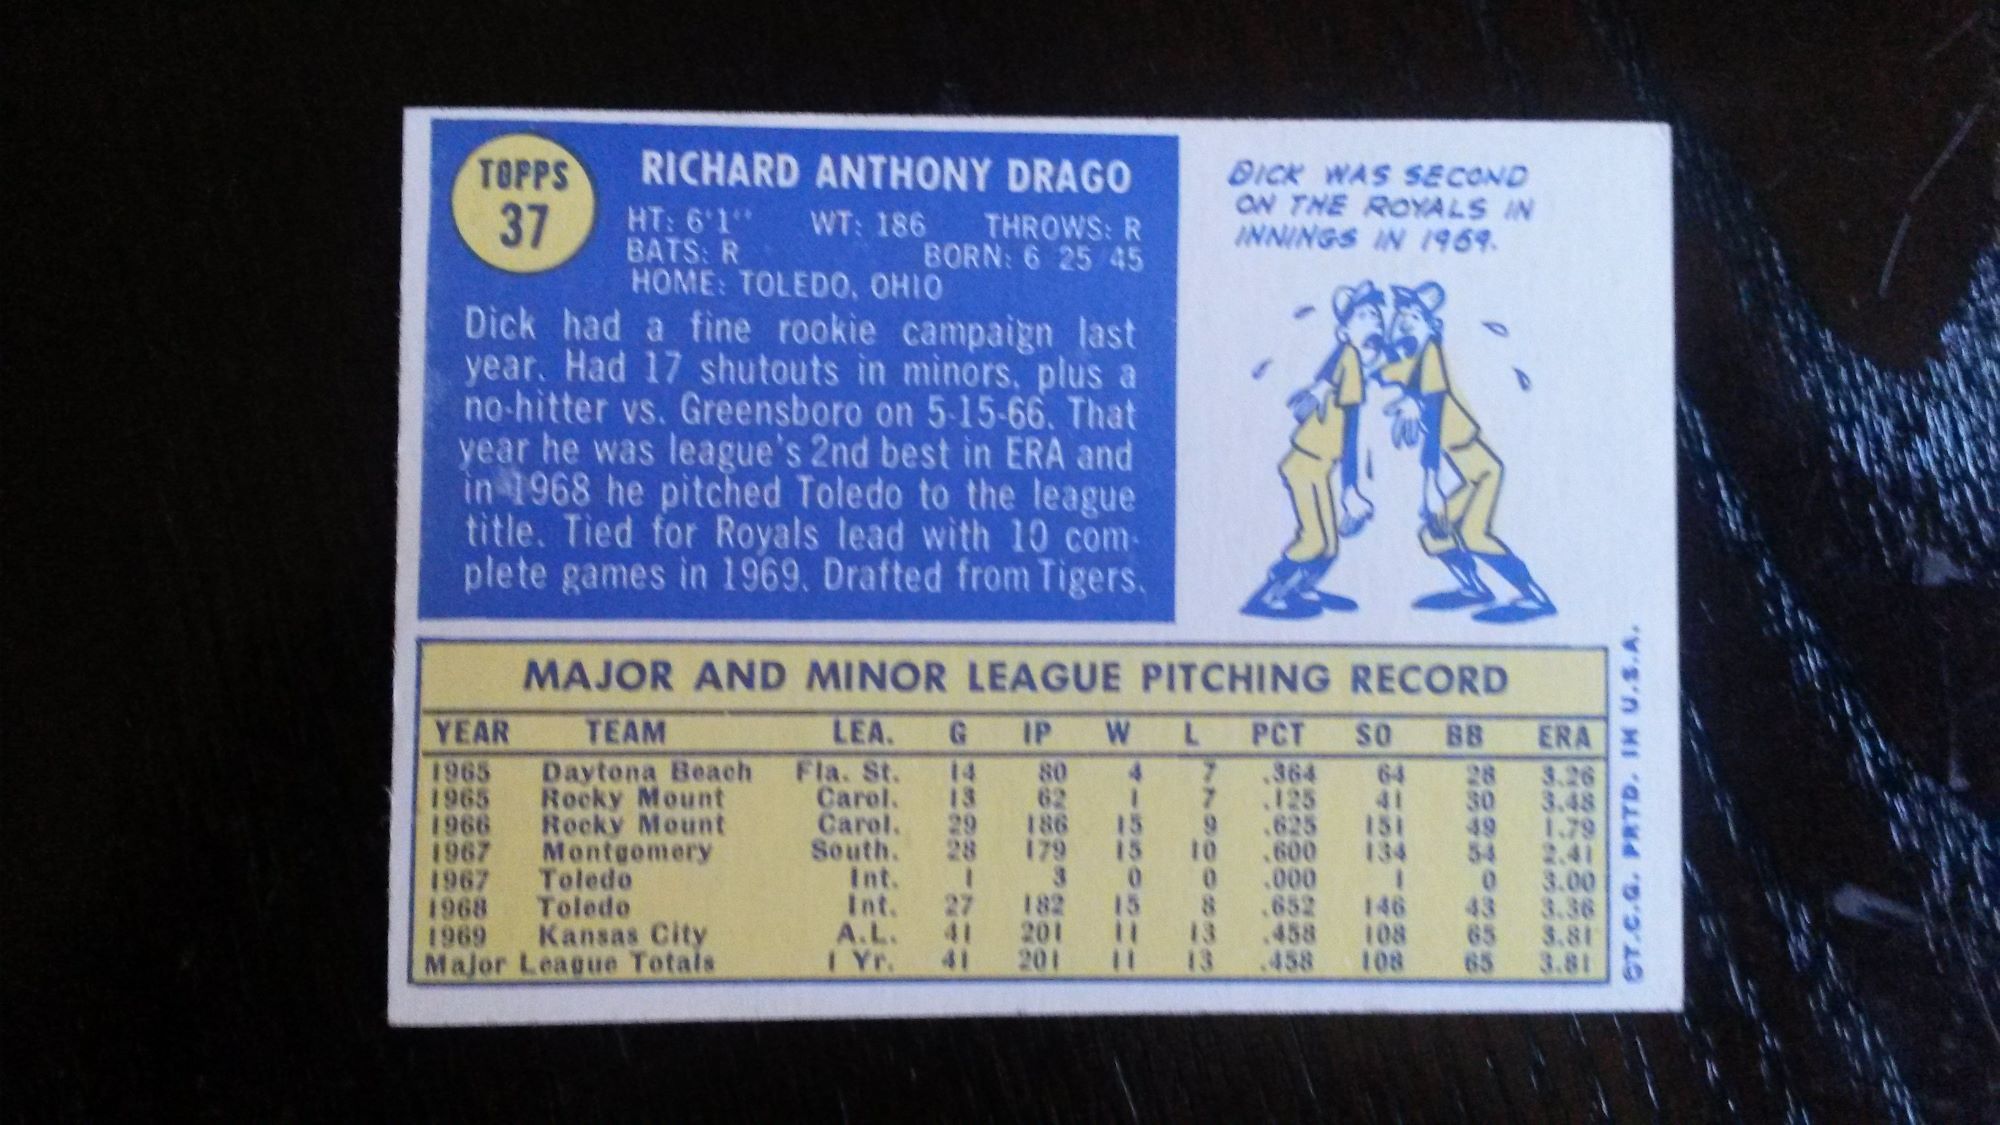 TOPPS
37
RICHARD ANTHONY DRAGO
HT: 6'1" WT: 186 THROWS: R
BATS: R BORN: 6 25 45
HOME: TOLEDO, OHIO
Dick had a fine rookie campaign last
year. Had 17 shutouts in minors, plus a
no-hitter vs. Greensboro on 5-15-66. That
year he was league's 2nd best in ERA and
in 1968 he pitched Toledo to the league
title. Tied for Royals lead with 10 com-
plete games in 1969. Drafted from Tigers.
DICK WAS SECOND
ON THE ROYALS IN
INNINGS IN 1969.
MAJOR AND MINOR LEAGUE PITCHING RECORD
YEAR TEAM LEA. G IP W L PCT SO BB ERA
1965 Daytona Beach Fla. St. 14 80 4 7 .364 64 28 3.26
1965 Rocky Mount Carol. 13 62 1 7 .125 41 30 3.48
1966 Rocky Mount Carol. 29 186 15 9 .625 151 49 1.79
1967 Montgomery South. 28 179 15 10 .600 134 54 2.41
1967 Toledo Int. 1 3 0 0 .000 1 0 3.00
1968 Toledo Int. 27 182 15 8 .652 146 43 3.36
1969 Kansas City A.L. 41 201 11 13 .458 108 65 3.81
Major League Totals 1 Yr. 41 201 11 13 .458 108 65 3.81
©T.C.G. PRTD. IN U.S.A.